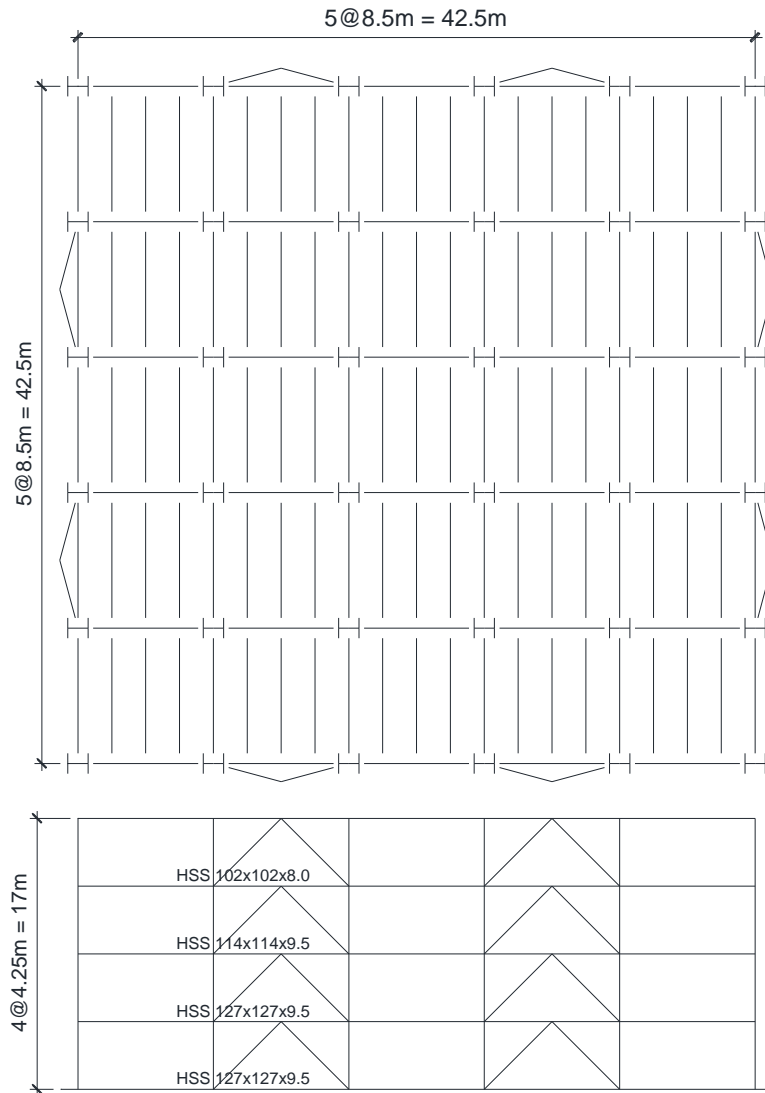 5@8.5m = 42.5m
5@8.5m = 42.5m
HSS 102x102x8.0
HSS 114x114x9.5
HSS 127x127x9.5
HSS 127x127x9.5
4@4.25m = 17m